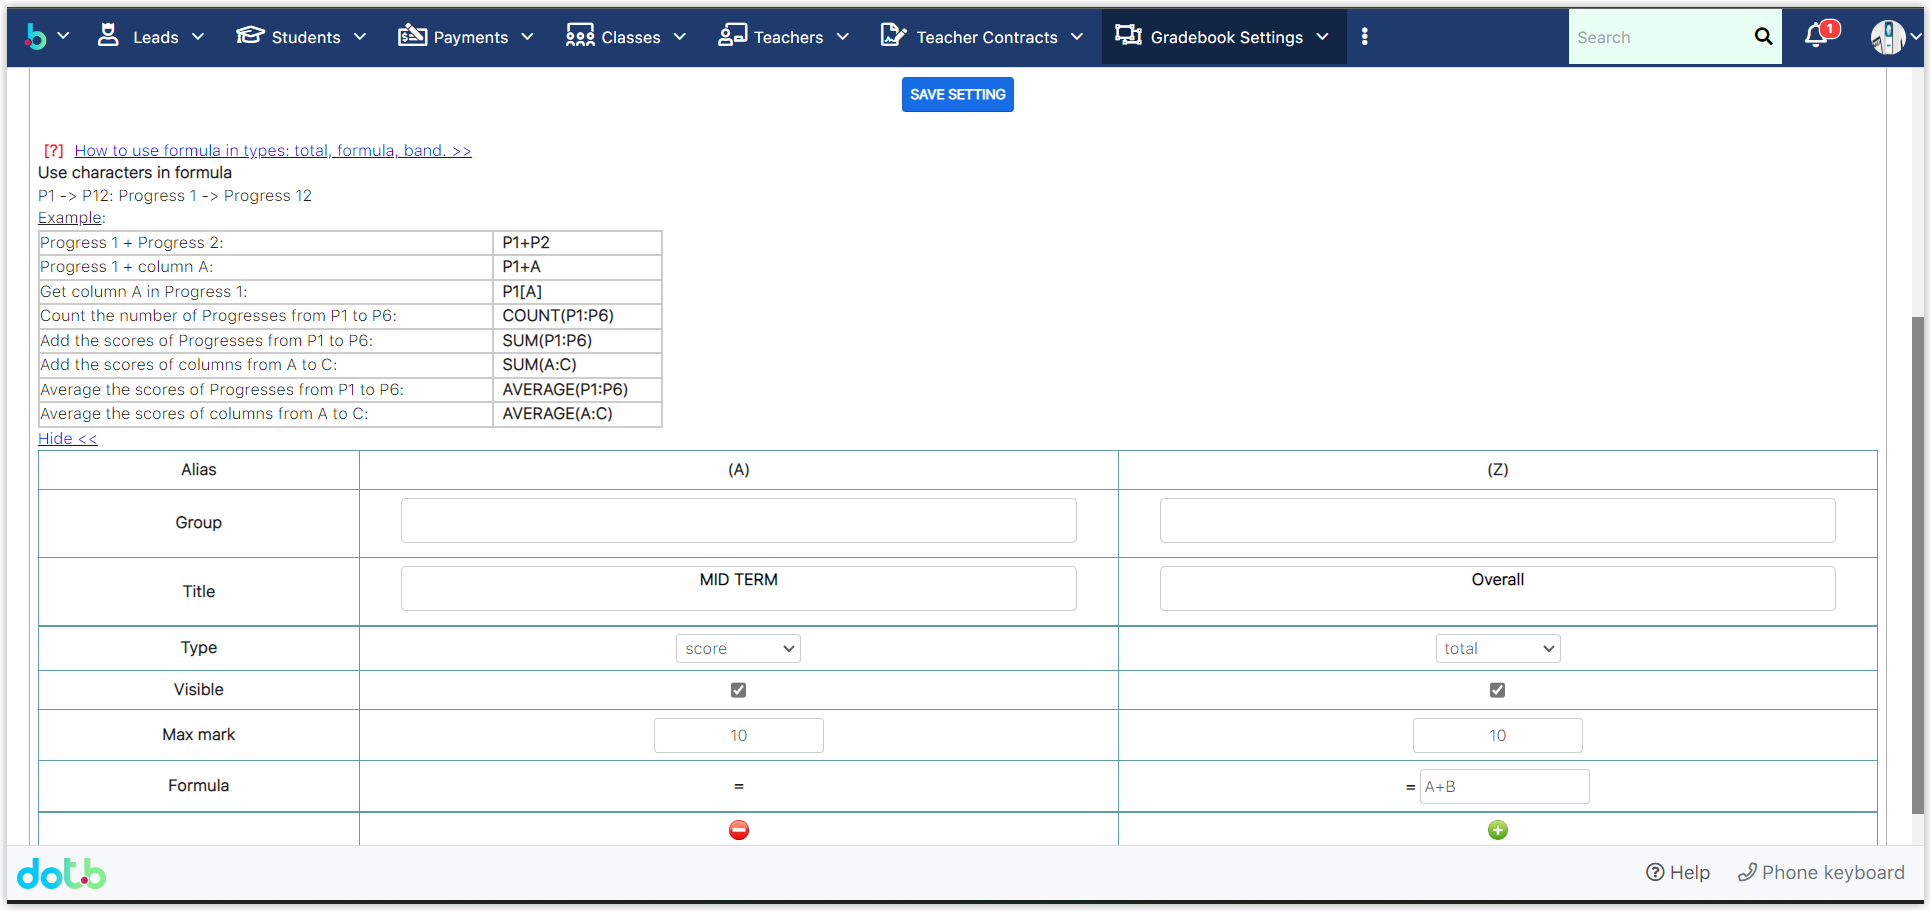 b Leads Students Payments Classes Teachers Teacher Contracts Gradebook Settings Search 1
SAVE SETTING
[?] How to use formula in types: total, formula, band. >>
Use characters in formula
P1 -> P12: Progress 1 -> Progress 12
Example:
Progress 1 + Progress 2: P1+P2
Progress 1 + column A: P1+A
Get column A in Progress 1: P1[A]
Count the number of Progresses from P1 to P6: COUNT(P1:P6)
Add the scores of Progresses from P1 to P6: SUM(P1:P6)
Add the scores of columns from A to C: SUM(A:C)
Average the scores of Progresses from P1 to P6: AVERAGE(P1:P6)
Average the scores of columns from A to C: AVERAGE(A:C)
Hide <<
Alias (A) (Z)
Group
Title MID TERM Overall
Type score total
Visible
Max mark 10 10
Formula = = A+B
dotb Help Phone keyboard